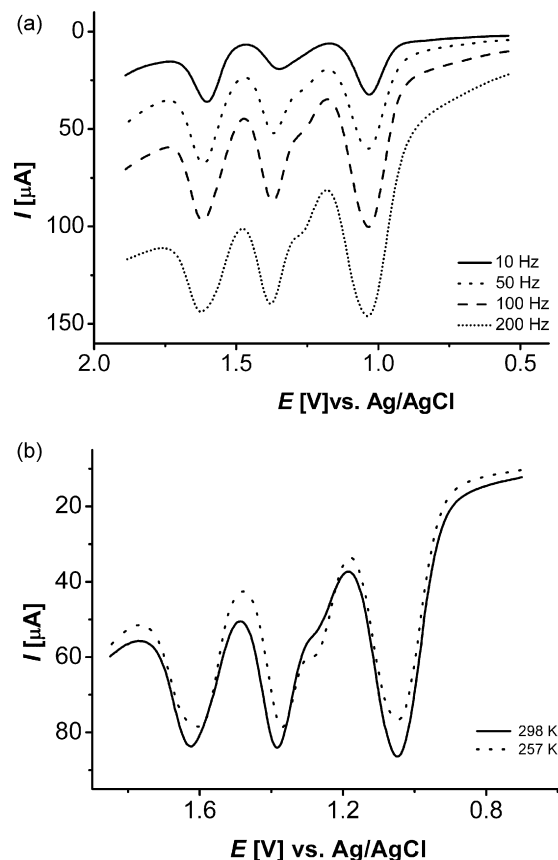 (a)
0
50
100
150
I [µA]
10 Hz
50 Hz
100 Hz
200 Hz
2.0 1.5 1.0 0.5
E [V]vs. Ag/AgCl
(b)
20
40
60
80
I [µA]
298 K
257 K
1.6 1.2 0.8
E [V] vs. Ag/AgCl